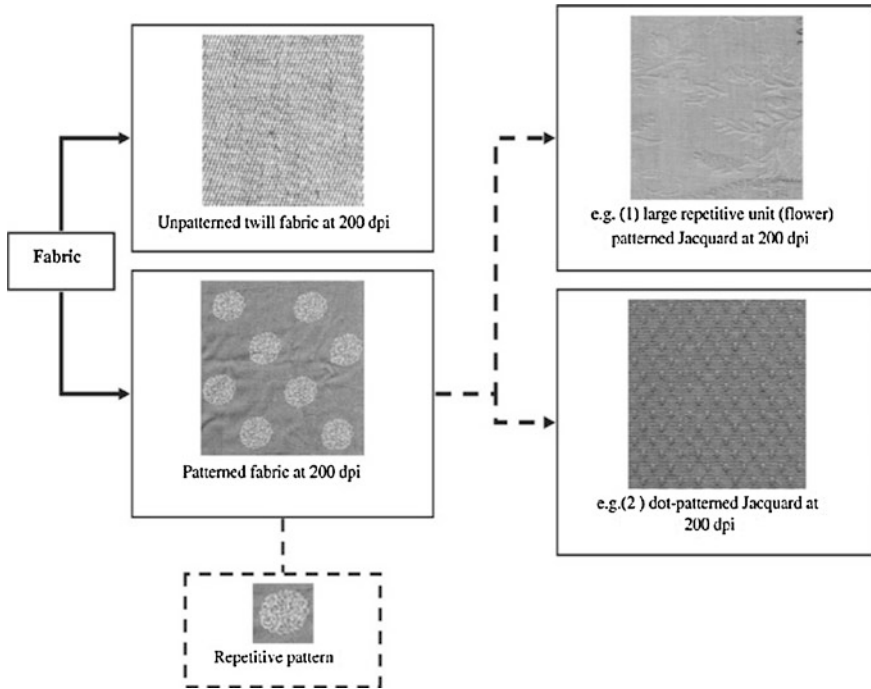 Fabric
Unpatterned twill fabric at 200 dpi
Patterned fabric at 200 dpi
Repetitive pattern
e.g. (1) large repetitive unit (flower)
patterned Jacquard at 200 dpi
e.g.(2 ) dot-patterned Jacquard at
200 dpi